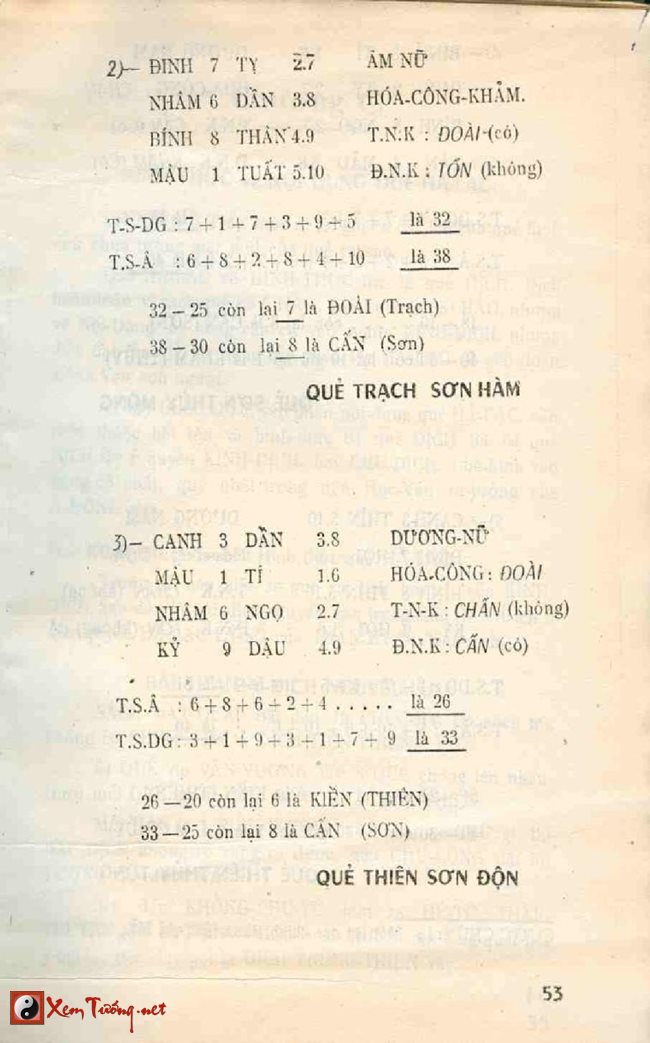 2)— ĐINH 7 TỴ 2.7 ÂM NỮ
NHÂM 6 DẦN 3.8 HÓA-CÔNG-KHẢM.
BÍNH 8 THÂN 4.9 T.N.K : ĐOÀI (có)
MẬU 1 TUẤT 5.10 Đ.N.K : TỐN (không)
T-S-DG : 7 + 1 + 7 + 3 + 9 + 5 là 32
T.S.Â : 6 + 8 + 2 + 8 + 4 + 10 là 38
32 — 25 còn lại 7 là ĐOÀI (Trạch)
38 — 30 còn lại 8 là CẤN (Sơn)
QUẺ TRẠCH SƠN HÀM
3)— CANH 3 DẦN 3.8 DƯƠNG-NỮ
MẬU 1 TÍ 1.6 HÓA-CÔNG : ĐOÀI
NHÂM 6 NGỌ 2.7 T-N-K : CHẤN (không)
KỶ 9 DẬU 4.9 Đ.N.K : CẤN (có)
T.S.Â : 6 + 8 + 6 + 2 + 4 ..... là 26
T.S.DG : 3 + 1 + 9 + 3 + 1 + 7 + 9 là 33
26 — 20 còn lại 6 là KIỀN (THIÊN)
33 — 25 còn lại 8 là CẤN (SƠN)
QUẺ THIÊN SƠN ĐỘN
53
XemTướng.net